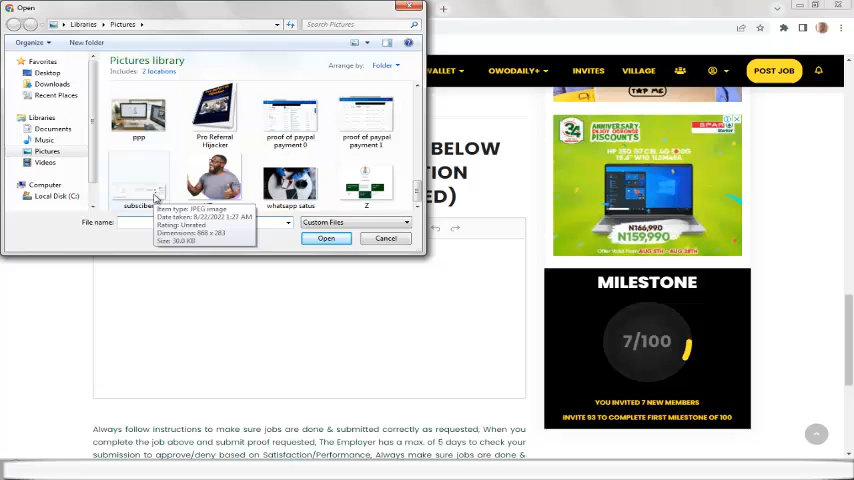 Open
Libraries
Pictures
Search Pictures
Organize
New folder
Favorites
Desktop
Downloads
Recent Places
Libraries
Documents
Music
Pictures
Videos
Computer
Local Disk (C:)
Pictures library
Includes: 2 locations
Arrange by: Folder
ppp
Pro Referral
Hijacker
proof of paypal
payment 0
proof of paypal
payment 1
whatsapp satus
Z
Item type: JPEG image
Date taken: 8/22/2022 1:27 AM
Rating: Unrated
Dimensions: 868 x 283
Size: 30.0 KB
File name:
Custom Files
Open
Cancel
WALLET
OWODAILY+
INVITES
VILLAGE
POST JOB
TAP ME
BELOW
ANNIVERSARY
SPAR
N166,990
N159,990
MILESTONE
7/100
YOU INVITED 7 NEW MEMBERS
INVITE 93 TO COMPLETE FIRST MILESTONE OF 100
Always follow instructions to make sure jobs are done & submitted correctly as requested, When you
complete the job above and submit proof requested, The Employer has a max. of 5 days to check your
submission to approve/deny based on Satisfaction/Performance, Always make sure jobs are done &